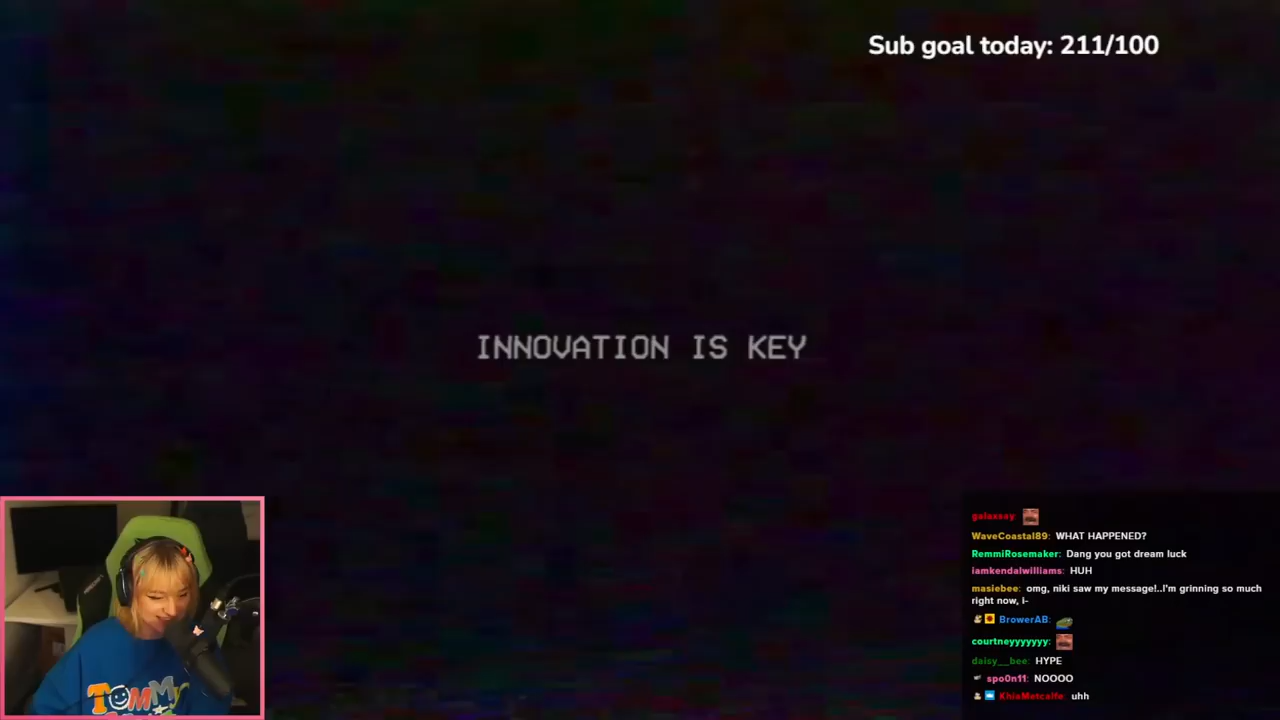 Sub goal today: 211/100
INNOVATION IS KEY
galaxsay:
WaveCoastal89: WHAT HAPPENED?
RemmiRosemaker: Dang you got dream luck
iamkendalwilliams: HUH
masiebee: omg, niki saw my message!..I'm grinning so much
right now, I-
BrowerAB:
courtneyyyyyyy:
daisy__bee: HYPE
spo0n11: NOOOO
KhiaMetcalfe: uhh
TOMMY